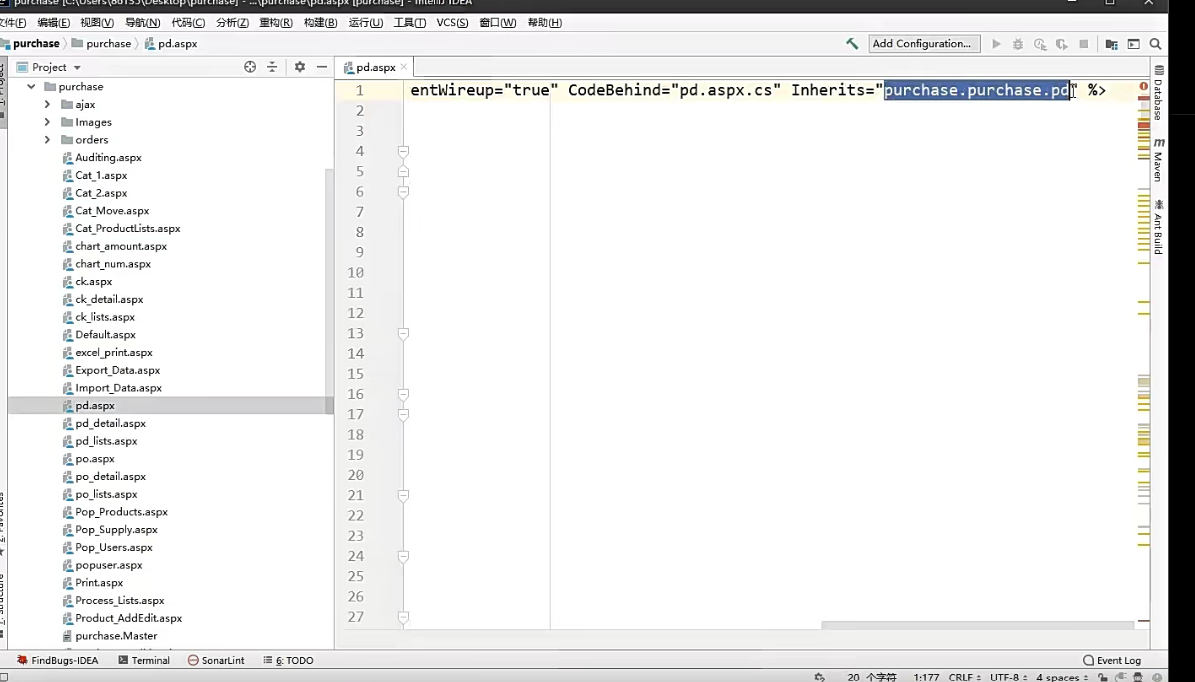 purchase [C:\Users\86135\Desktop\purchase] - ...\purchase\pd.aspx [purchase] - IntelliJ IDEA
文件(F) 编辑(E) 视图(V) 导航(N) 代码(C) 分析(Z) 重构(R) 构建(B) 运行(U) 工具(T) VCS(S) 窗口(W) 帮助(H)
purchase purchase pd.aspx Add Configuration...
Project pd.aspx
1 entWireup="true" CodeBehind="pd.aspx.cs" Inherits="purchase.purchase.pd" %>
2
3
4
5
6
7
8
9
10
11
12
13
14
15
16
17
18
19
20
21
22
23
24
25
26
27
purchase
ajax
Images
orders
Auditing.aspx
Cat_1.aspx
Cat_2.aspx
Cat_Move.aspx
Cat_ProductLists.aspx
chart_amount.aspx
chart_num.aspx
ck.aspx
ck_detail.aspx
ck_lists.aspx
Default.aspx
excel_print.aspx
Export_Data.aspx
Import_Data.aspx
pd.aspx
pd_detail.aspx
pd_lists.aspx
po.aspx
po_detail.aspx
po_lists.aspx
Pop_Products.aspx
Pop_Supply.aspx
Pop_Users.aspx
popuser.aspx
Print.aspx
Process_Lists.aspx
Product_AddEdit.aspx
purchase.Master
Database
Maven
Ant Build
FindBugs-IDEA Terminal SonarLint 6: TODO Event Log
20 个字符 1:177 CRLF UTF-8 4 spaces